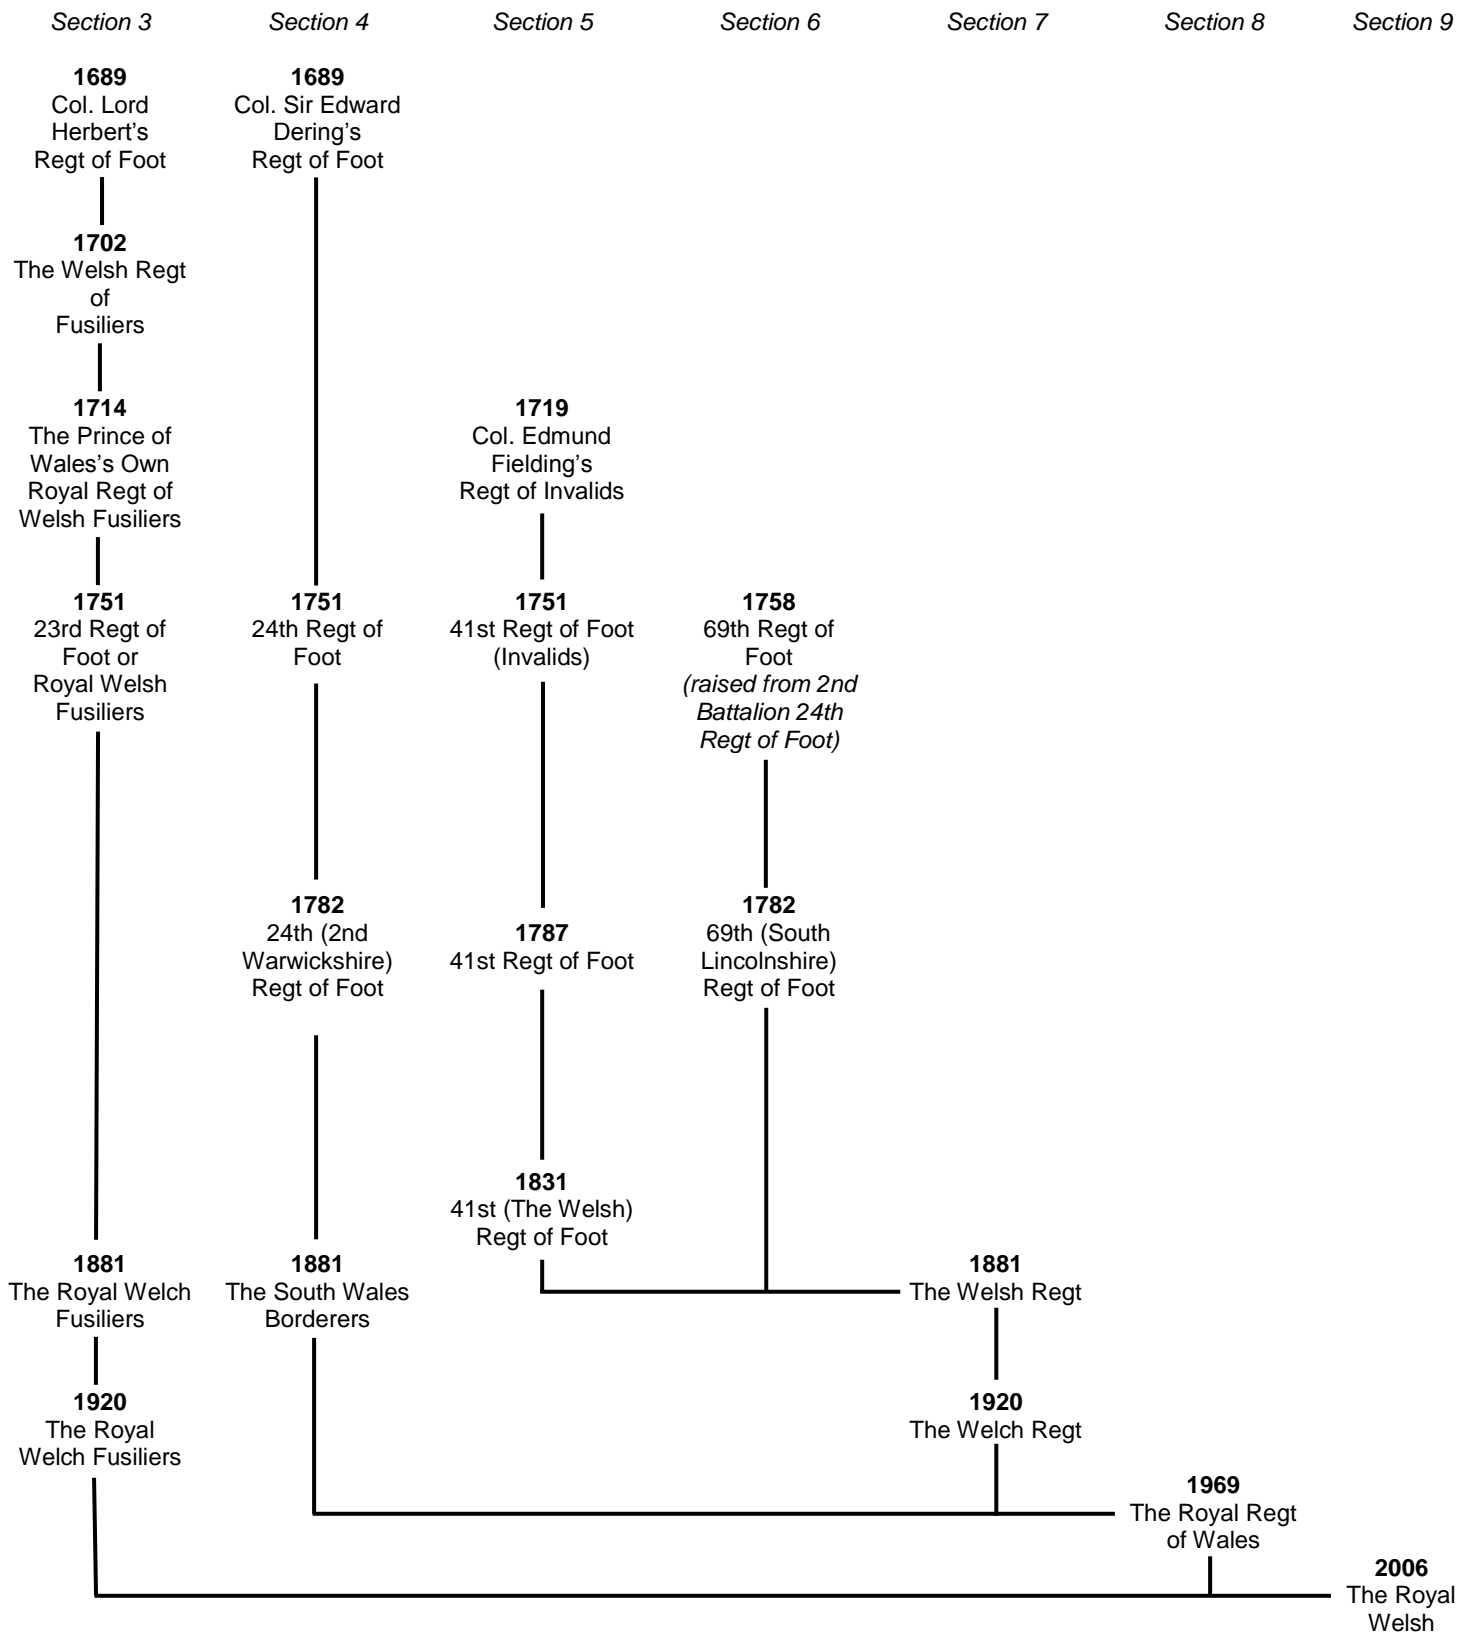 Section 3 Section 4 Section 5 Section 6 Section 7 Section 8 Section 9
1689
Col. Lord
Herbert’s
Regt of Foot
1689
Col. Sir Edward
Dering’s
Regt of Foot
1702
The Welsh Regt
of
Fusiliers
1714
The Prince of
Wales’s Own
Royal Regt of
Welsh Fusiliers
1719
Col. Edmund
Fielding’s
Regt of Invalids
1751
23rd Regt of
Foot or
Royal Welsh
Fusiliers
1751
24th Regt of
Foot
1751
41st Regt of Foot
(Invalids)
1758
69th Regt of
Foot
(raised from 2nd
Battalion 24th
Regt of Foot)
1782
24th (2nd
Warwickshire)
Regt of Foot
1787
41st Regt of Foot
1782
69th (South
Lincolnshire)
Regt of Foot
1831
41st (The Welsh)
Regt of Foot
1881
The Royal Welch
Fusiliers
1881
The South Wales
Borderers
1881
The Welsh Regt
1920
The Royal
Welch Fusiliers
1920
The Welch Regt
1969
The Royal Regt
of Wales
2006
The Royal
Welsh